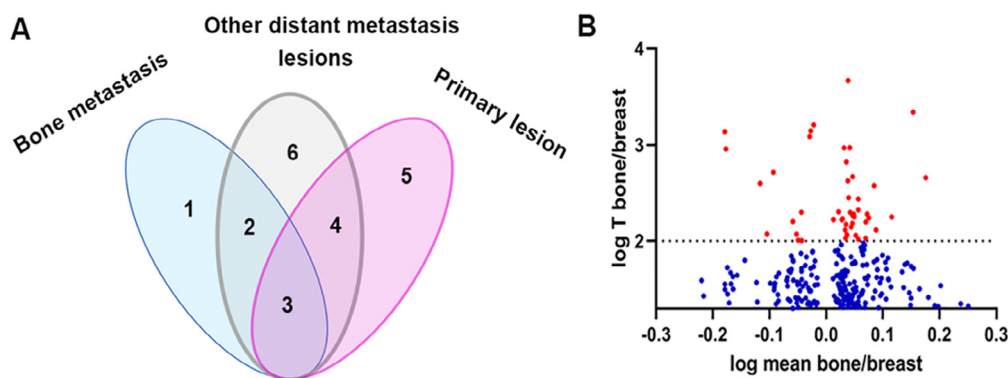 A
Other distant metastasis
lesions
Bone metastasis
Primary lesion
1
2
3
4
5
6
B
log T bone/breast
4
3
2
-0.3
-0.2
-0.1
0.0
0.1
0.2
0.3
log mean bone/breast